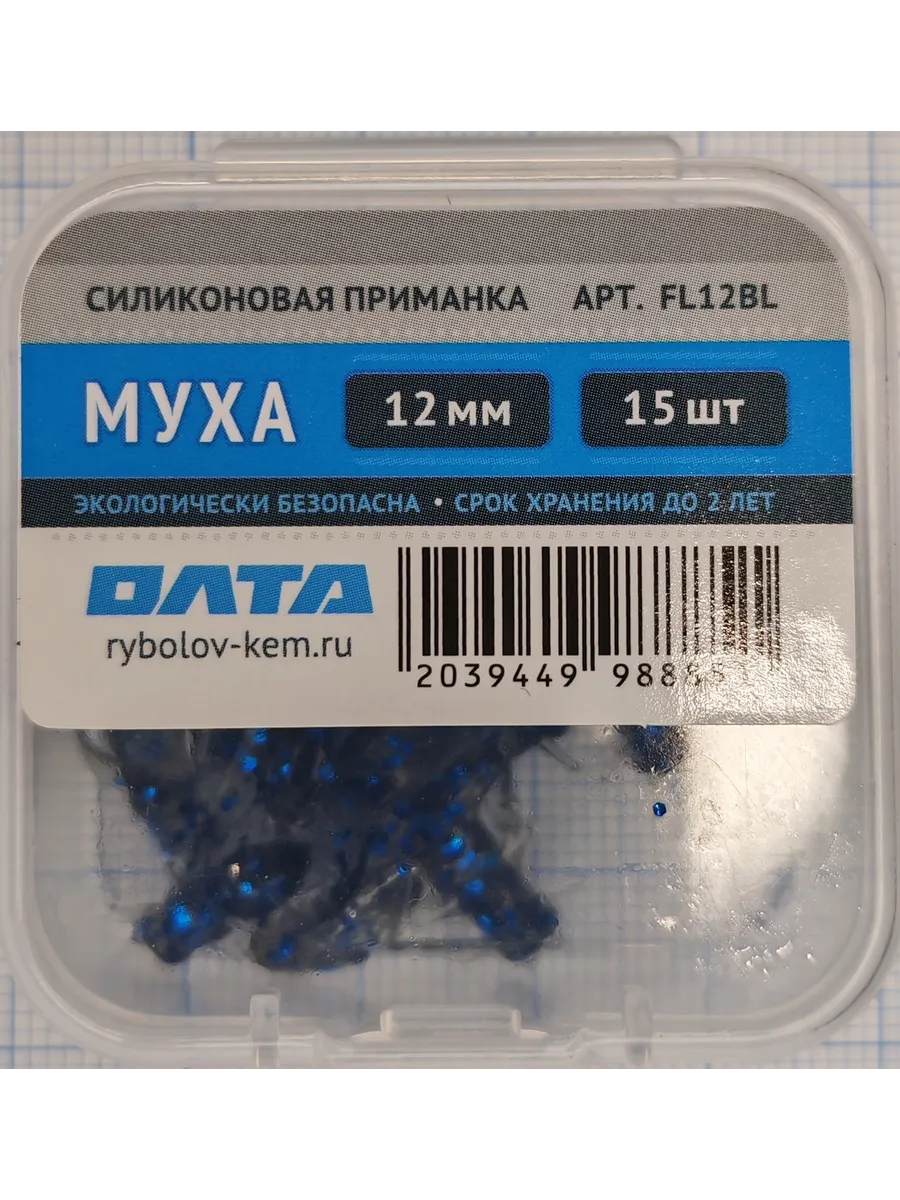 СИЛИКОНОВАЯ ПРИМАНКА АРТ. FL12BL
МУХА 12 мм 15 шт
ЭКОЛОГИЧЕСКИ БЕЗОПАСНА • СРОК ХРАНЕНИЯ ДО 2 ЛЕТ
ОЛТА
rybolov-kem.ru
2039449